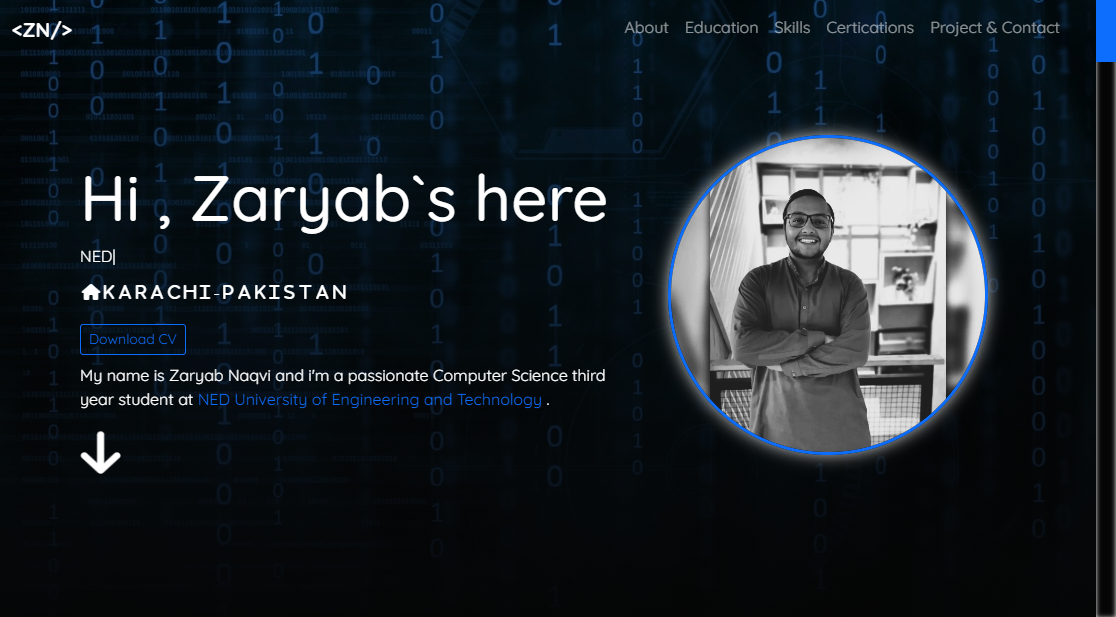 <ZN/>
About Education Skills Certications Project & Contact
Hi , Zaryab`s here
NED|
KARACHI-PAKISTAN
Download CV
My name is Zaryab Naqvi and i'm a passionate Computer Science third
year student at NED University of Engineering and Technology .